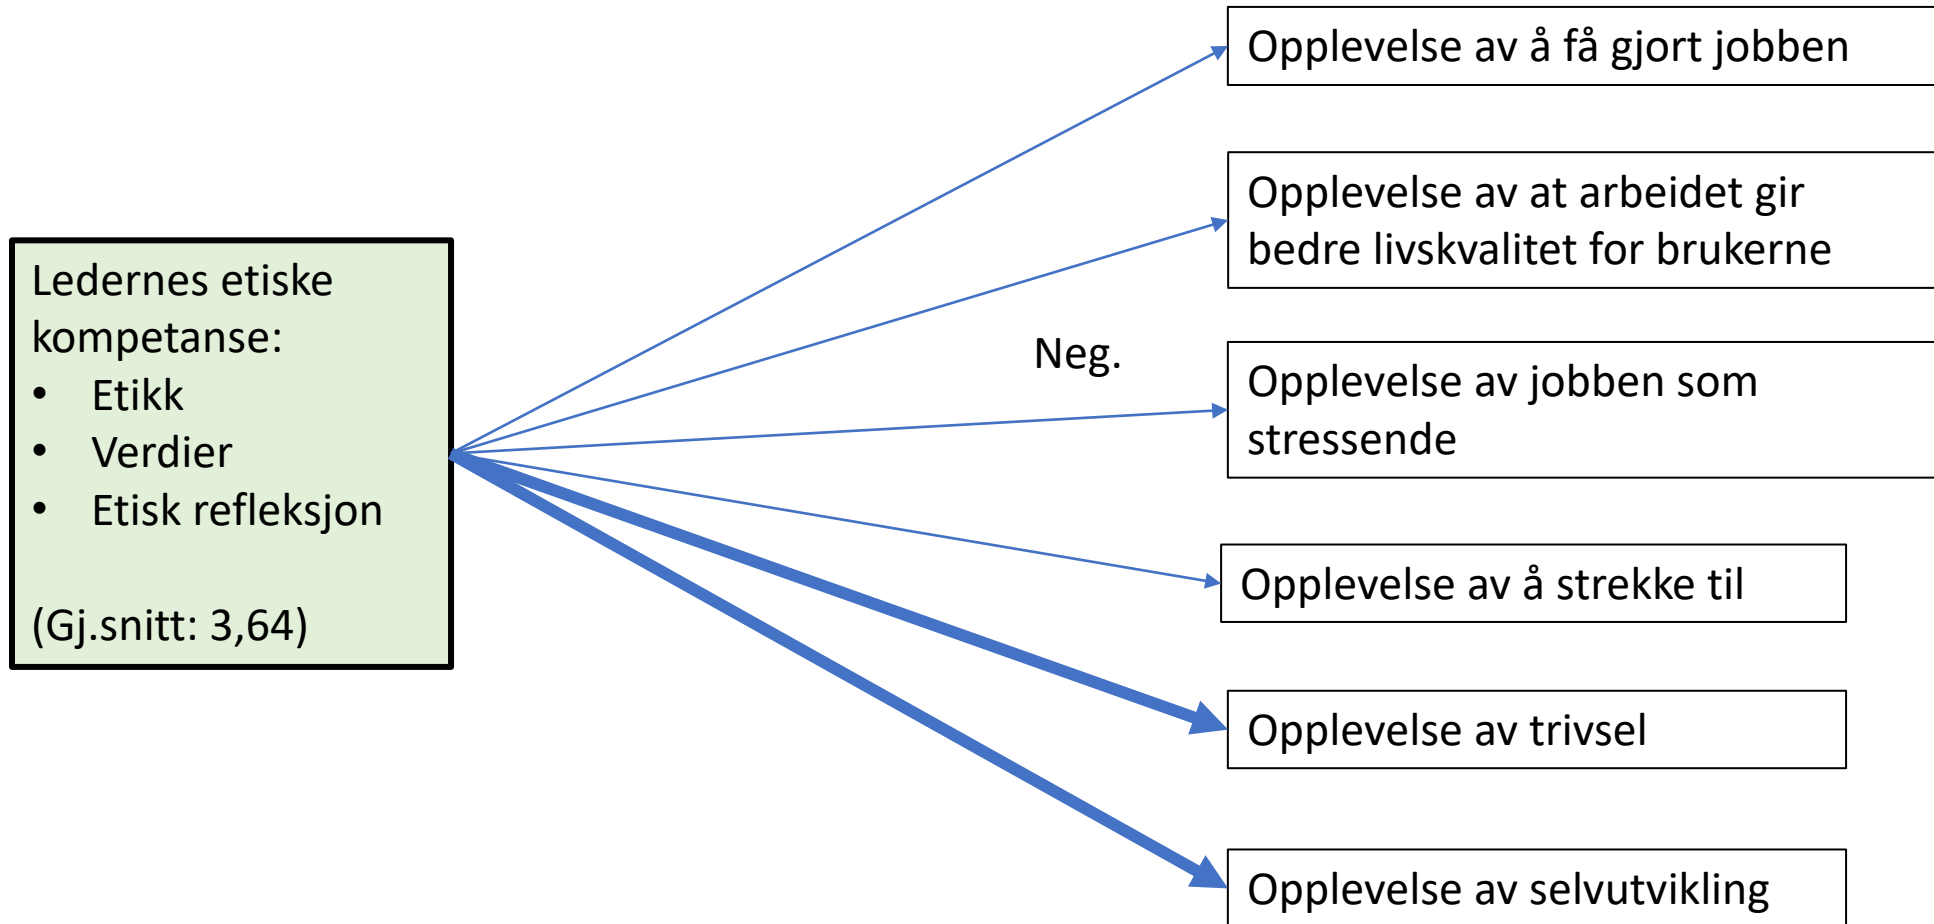 Opplevelse av å få gjort jobben
Opplevelse av at arbeidet gir
bedre livskvalitet for brukerne
Ledernes etiske
kompetanse:
• Etikk
• Verdier
• Etisk refleksjon
(Gj.snitt: 3,64)
Neg.
Opplevelse av jobben som
stressende
Opplevelse av å strekke til
Opplevelse av trivsel
Opplevelse av selvutvikling